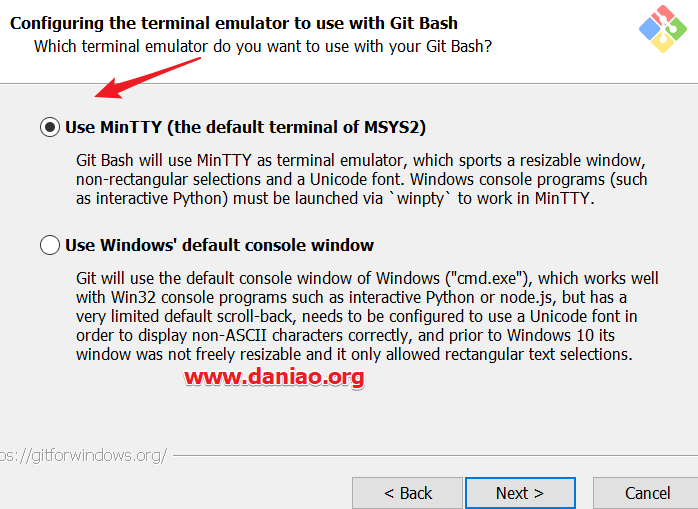 Configuring the terminal emulator to use with Git Bash
Which terminal emulator do you want to use with your Git Bash?
Use MinTTY (the default terminal of MSYS2)
Git Bash will use MinTTY as terminal emulator, which sports a resizable window,
non-rectangular selections and a Unicode font. Windows console programs (such
as interactive Python) must be launched via `winpty` to work in MinTTY.
Use Windows' default console window
Git will use the default console window of Windows ("cmd.exe"), which works well
with Win32 console programs such as interactive Python or node.js, but has a
very limited default scroll-back, needs to be configured to use a Unicode font in
order to display non-ASCII characters correctly, and prior to Windows 10 its
window was not freely resizable and it only allowed rectangular text selections.
www.daniao.org
ps://gitforwindows.org/
< Back
Next >
Cancel